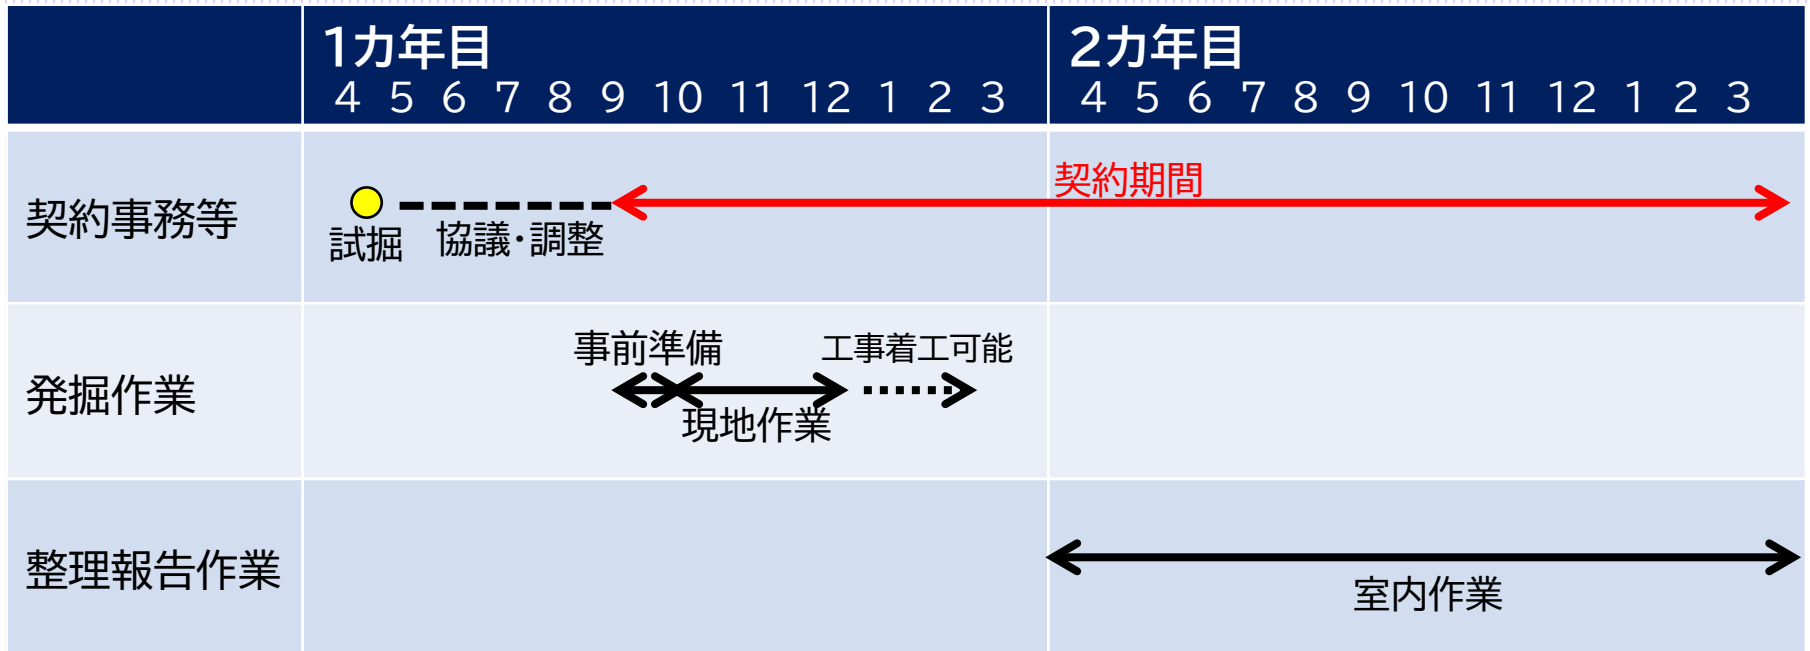 1カ年目
4 5 6 7 8 9 10 11 12 1 2 3
2カ年目
4 5 6 7 8 9 10 11 12 1 2 3
契約事務等
試掘
協議・調整
契約期間
発掘作業
事前準備
現地作業
工事着工可能
整理報告作業
室内作業